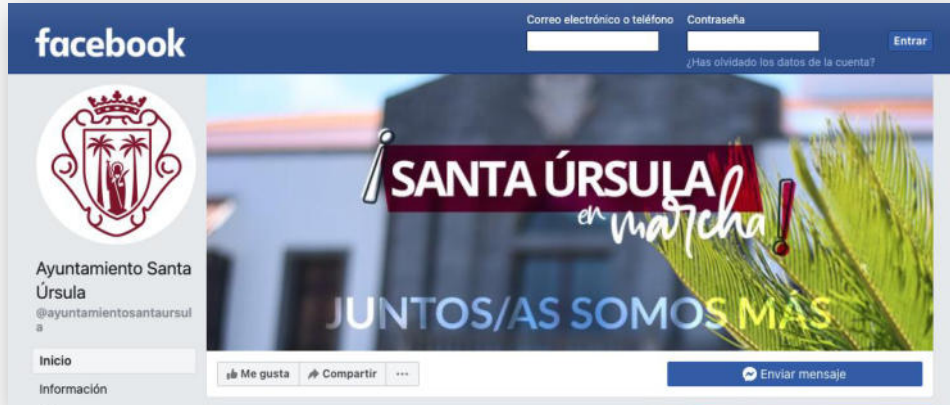 facebook
Correo electrónico o teléfono
Contraseña
Entrar
¿Has olvidado los datos de la cuenta?
¡SANTA ÚRSULA
en marcha!
JUNTOS/AS SOMOS MÁS
Ayuntamiento Santa
Úrsula
@ayuntamientosantaursul
a
Inicio
Información
Me gusta
Compartir
...
Enviar mensaje